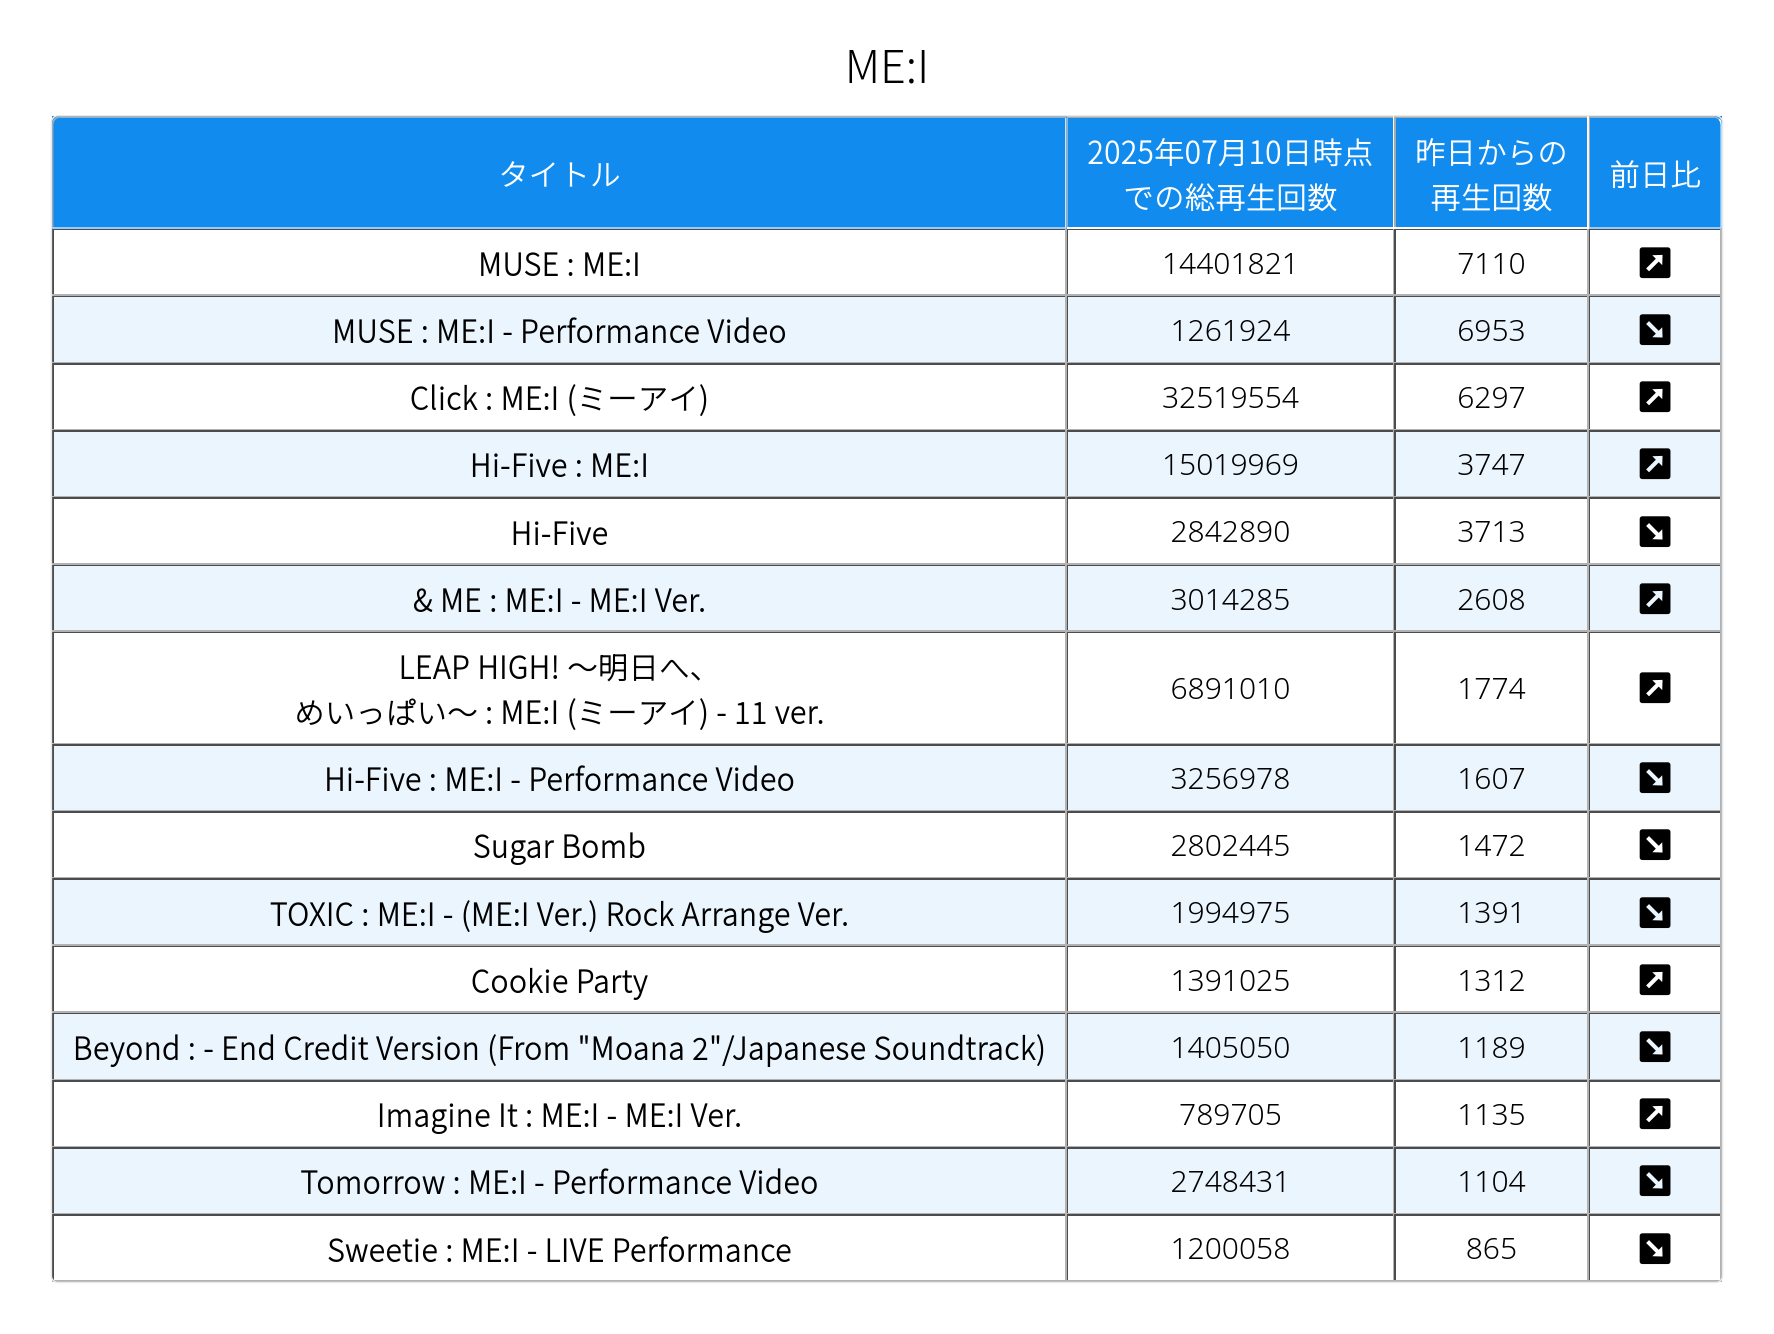 ME:I
タイトル
2025年07月10日時点
での総再生回数
昨日からの
再生回数
前日比
MUSE : ME:I 14401821 7110
MUSE : ME:I - Performance Video 1261924 6953
Click : ME:I (ミーアイ) 32519554 6297
Hi-Five : ME:I 15019969 3747
Hi-Five 2842890 3713
& ME : ME:I - ME:I Ver. 3014285 2608
LEAP HIGH! 〜明日へ、
めいっぱい〜 : ME:I (ミーアイ) - 11 ver. 6891010 1774
Hi-Five : ME:I - Performance Video 3256978 1607
Sugar Bomb 2802445 1472
TOXIC : ME:I - (ME:I Ver.) Rock Arrange Ver. 1994975 1391
Cookie Party 1391025 1312
Beyond : - End Credit Version (From "Moana 2"/Japanese Soundtrack) 1405050 1189
Imagine It : ME:I - ME:I Ver. 789705 1135
Tomorrow : ME:I - Performance Video 2748431 1104
Sweetie : ME:I - LIVE Performance 1200058 865